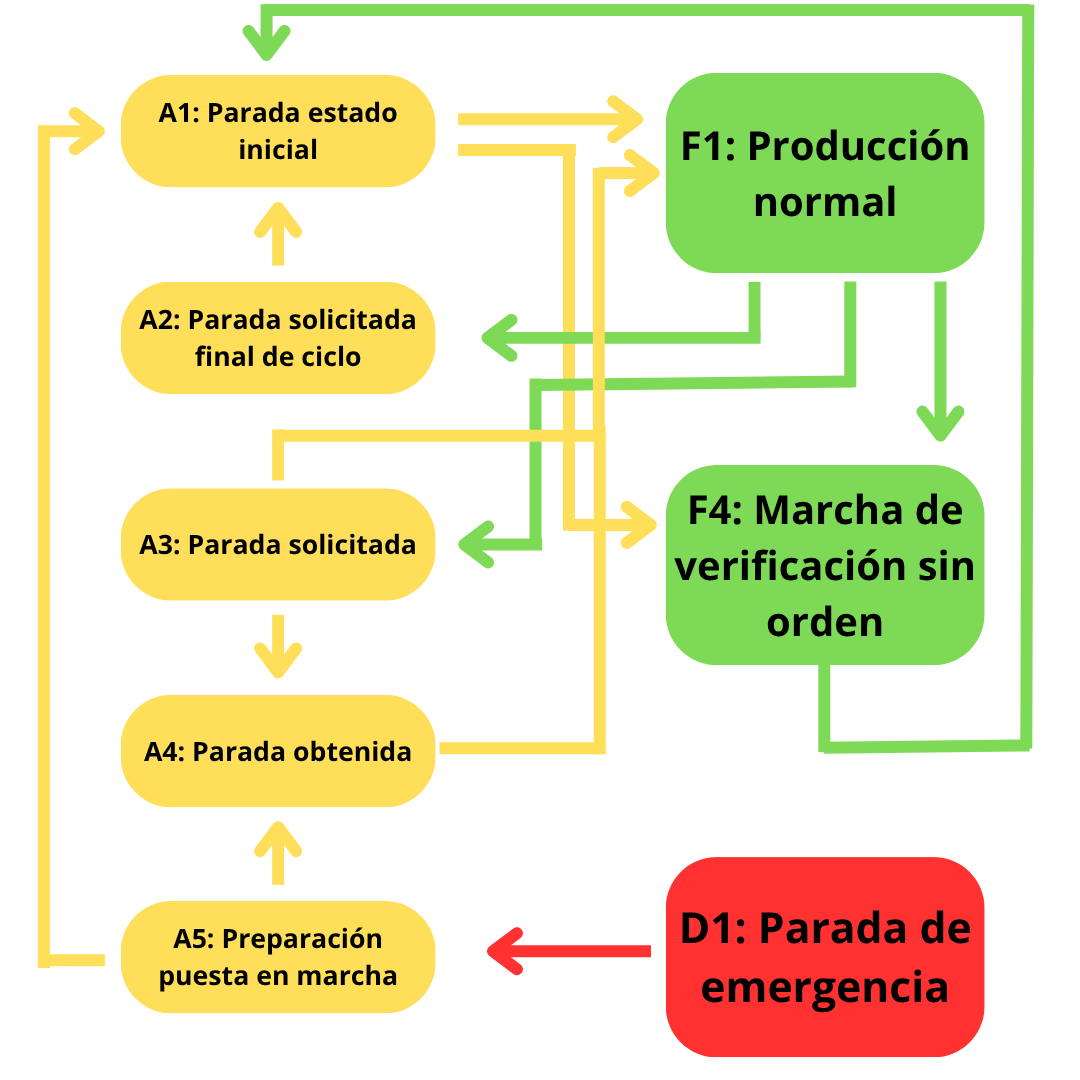 A1: Parada estado
inicial
F1: Producción
normal
A2: Parada solicitada
final de ciclo
A3: Parada solicitada
F4: Marcha de
verificación sin
orden
A4: Parada obtenida
A5: Preparación
puesta en marcha
D1: Parada de
emergencia